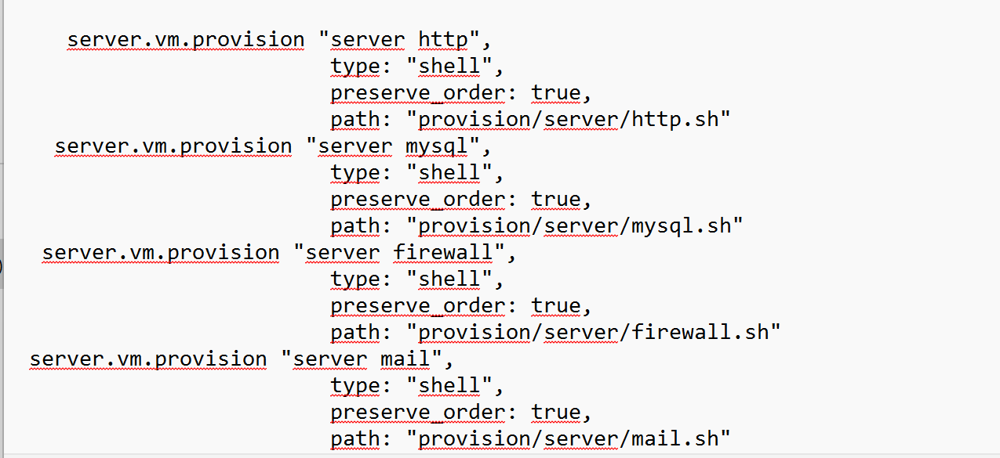 server.vm.provision "server http",
type: "shell",
preserve_order: true,
path: "provision/server/http.sh"
server.vm.provision "server mysql",
type: "shell",
preserve_order: true,
path: "provision/server/mysql.sh"
server.vm.provision "server firewall",
type: "shell",
preserve_order: true,
path: "provision/server/firewall.sh"
server.vm.provision "server mail",
type: "shell",
preserve_order: true,
path: "provision/server/mail.sh"